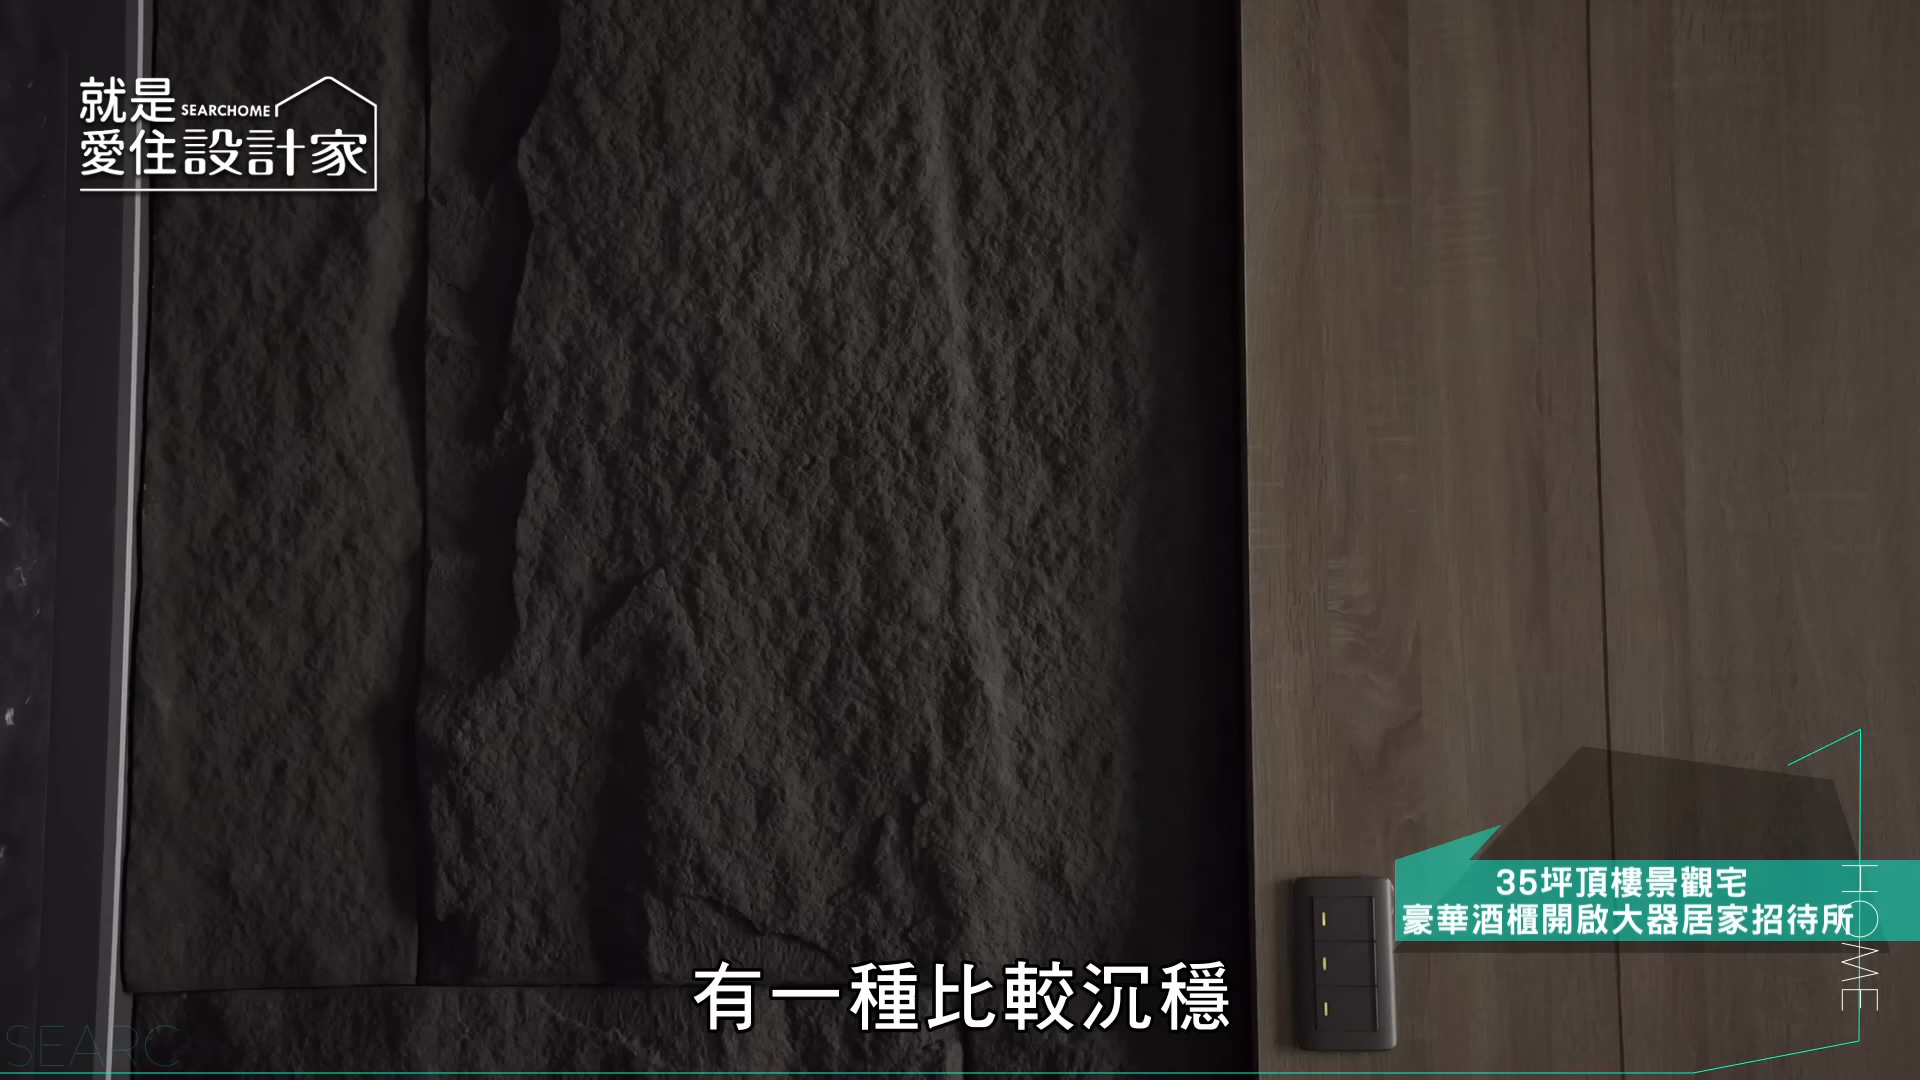 就是
SEARCHOME
愛住設計家
35坪頂樓景觀宅
豪華酒櫃開啟大器居家招待所
HOME
有一種比較沉穩
SEARC